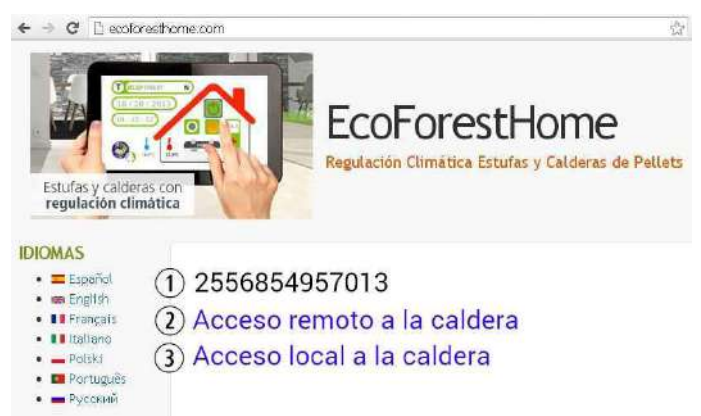 ecoforesthome.com
EcoForestHome
Regulación Climática Estufas y Calderas de Pellets
Estufas y calderas con
regulación climática
IDIOMAS
Español
English
Français
Italiano
Polski
Português
Русский
1 2556854957013
2 Acceso remoto a la caldera
3 Acceso local a la caldera